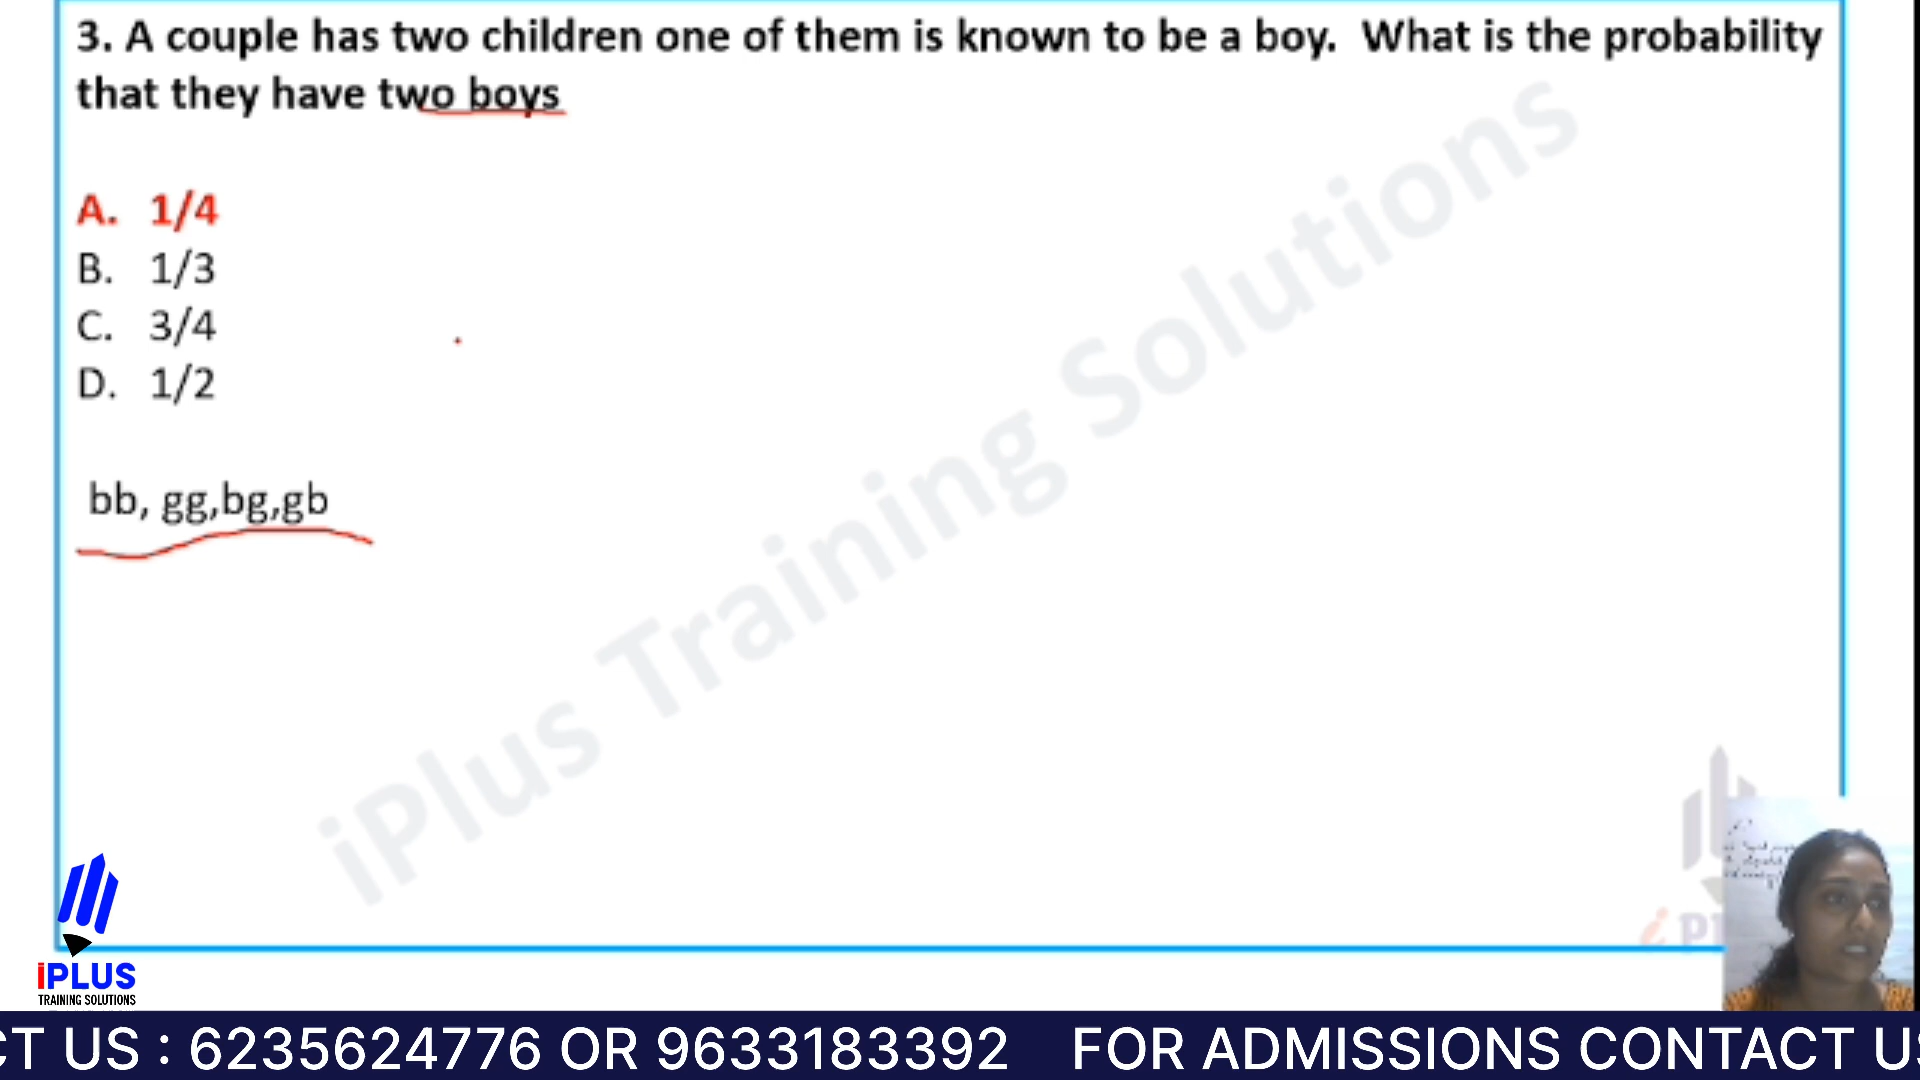 3. A couple has two children one of them is known to be a boy. What is the probability
that they have two boys
A. 1/4
B. 1/3
C. 3/4
D. 1/2
bb, gg,bg,gb
iPlus Training Solutions
iPLUS
TRAINING SOLUTIONS
CT US : 6235624776 OR 9633183392 FOR ADMISSIONS CONTACT US